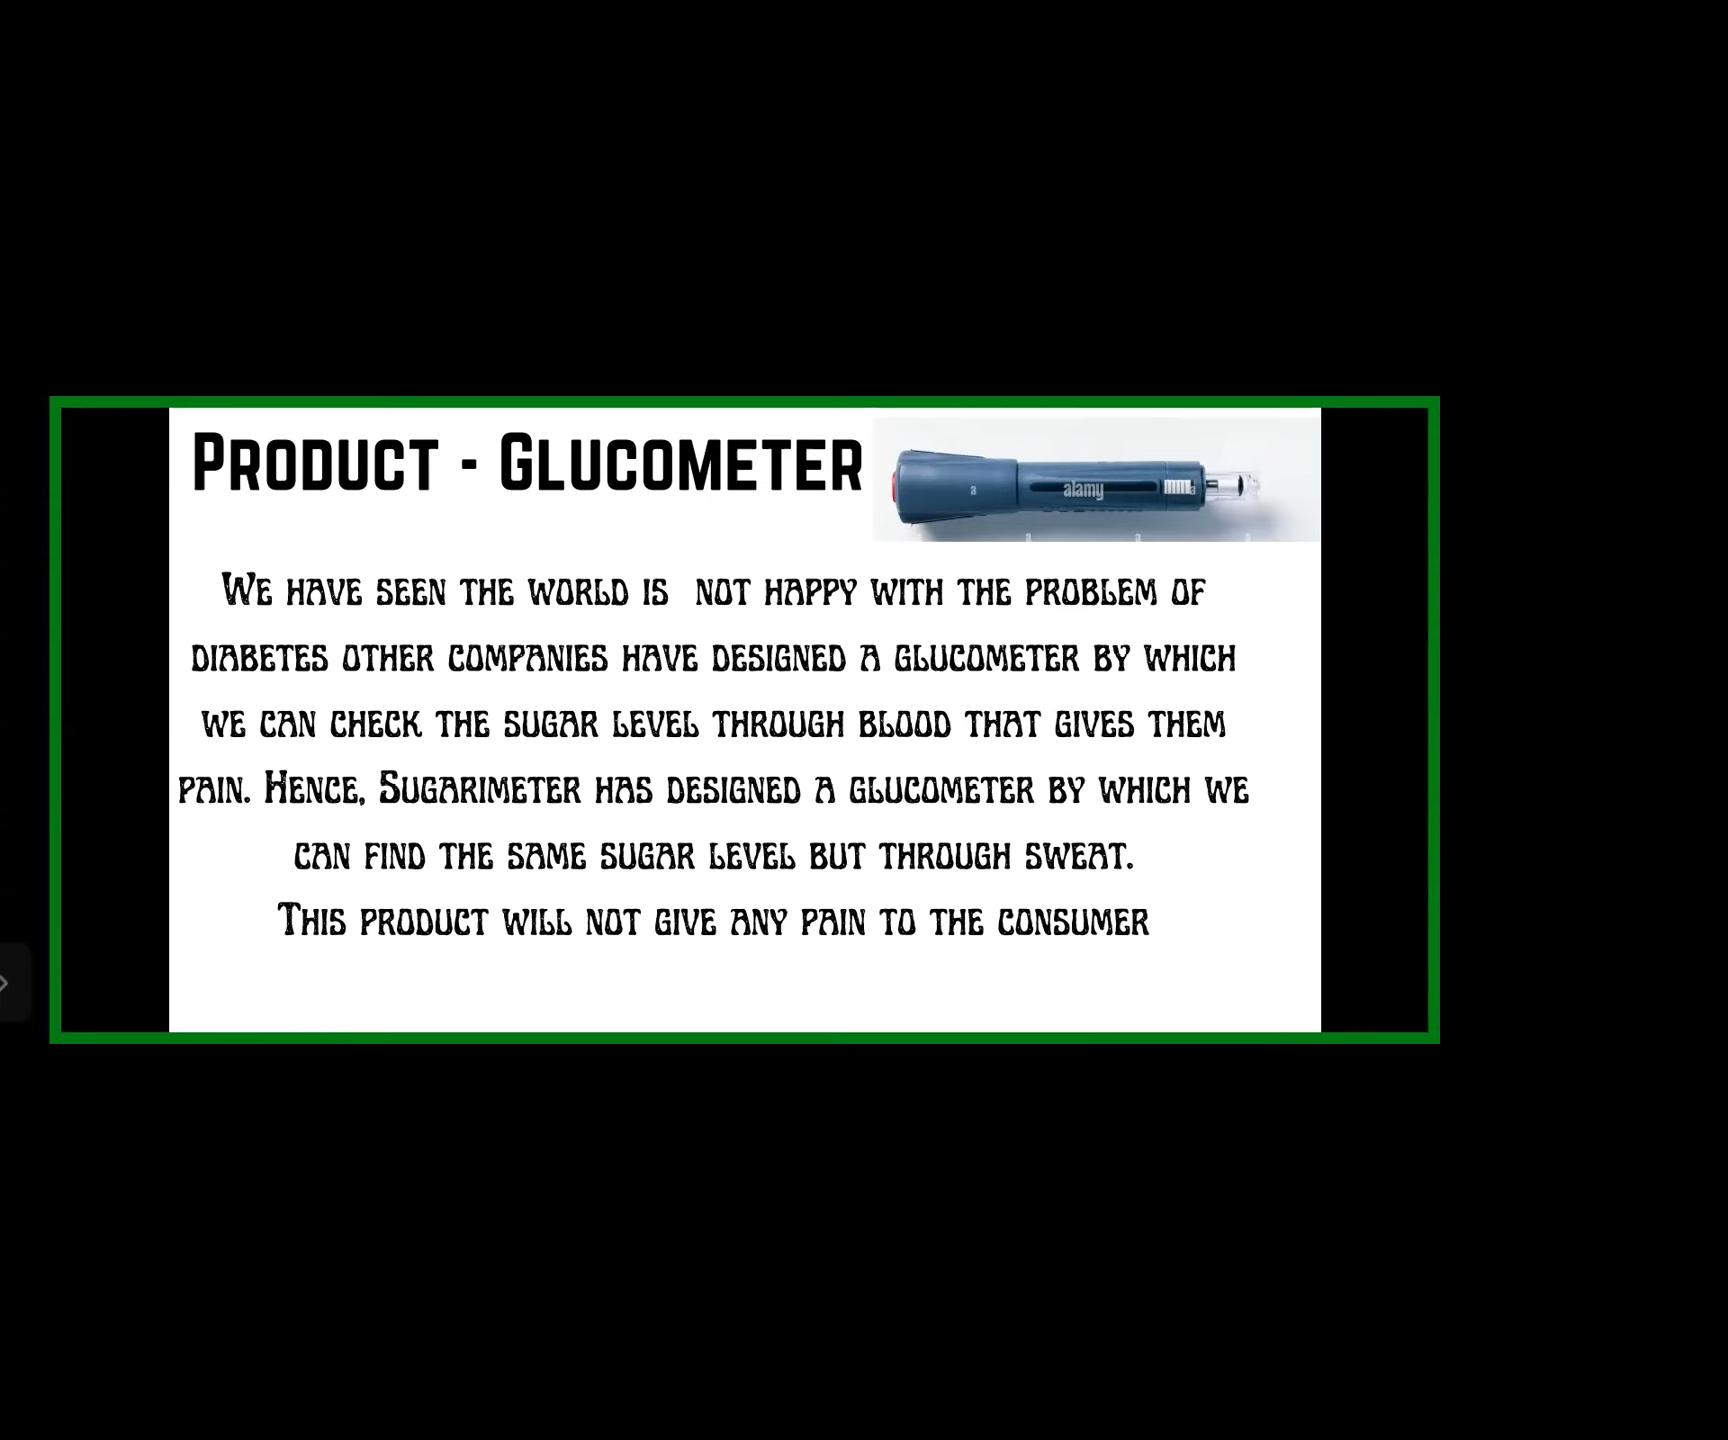 Product - Glucometer
alamy
a
a
a
a
We have seen the world is not happy with the problem of
diabetes other companies have designed a glucometer by which
we can check the sugar level through blood that gives them
pain. Hence, Sugarimeter has designed a glucometer by which we
can find the same sugar level but through sweat.
This product will not give any pain to the consumer